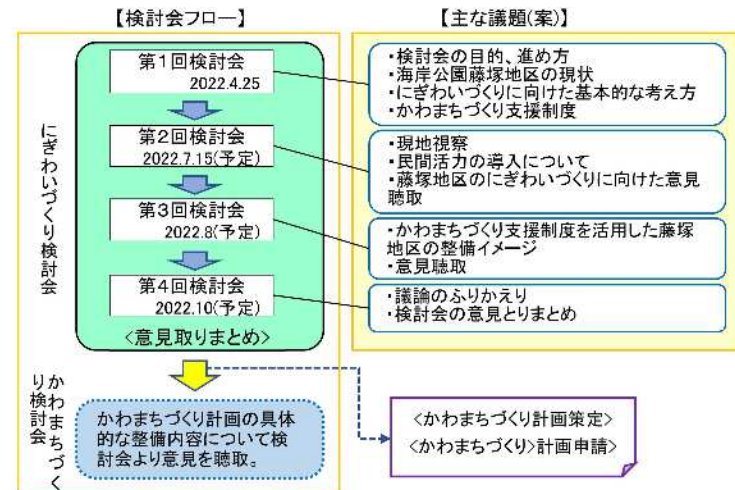 【検討会フロー】
【主な議題(案)】
にぎわいづくり検討会
第1回検討会
2022.4.25
・検討会の目的、進め方
・海岸公園藤塚地区の現状
・にぎわいづくりに向けた基本的な考え方
・かわまちづくり支援制度
第2回検討会
2022.7.15(予定)
・現地視察
・民間活力の導入について
・藤塚地区のにぎわいづくりに向けた意見
聴取
第3回検討会
2022.8(予定)
・かわまちづくり支援制度を活用した藤塚
地区の整備イメージ
・意見聴取
第4回検討会
2022.10(予定)
・議論のふりかえり
・検討会の意見とりまとめ
<意見取りまとめ>
かわまちづく
り検討会
かわまちづくり計画の具体
的な整備内容について検
討会より意見を聴取。
<かわまちづくり計画策定>
<かわまちづくり>計画申請>